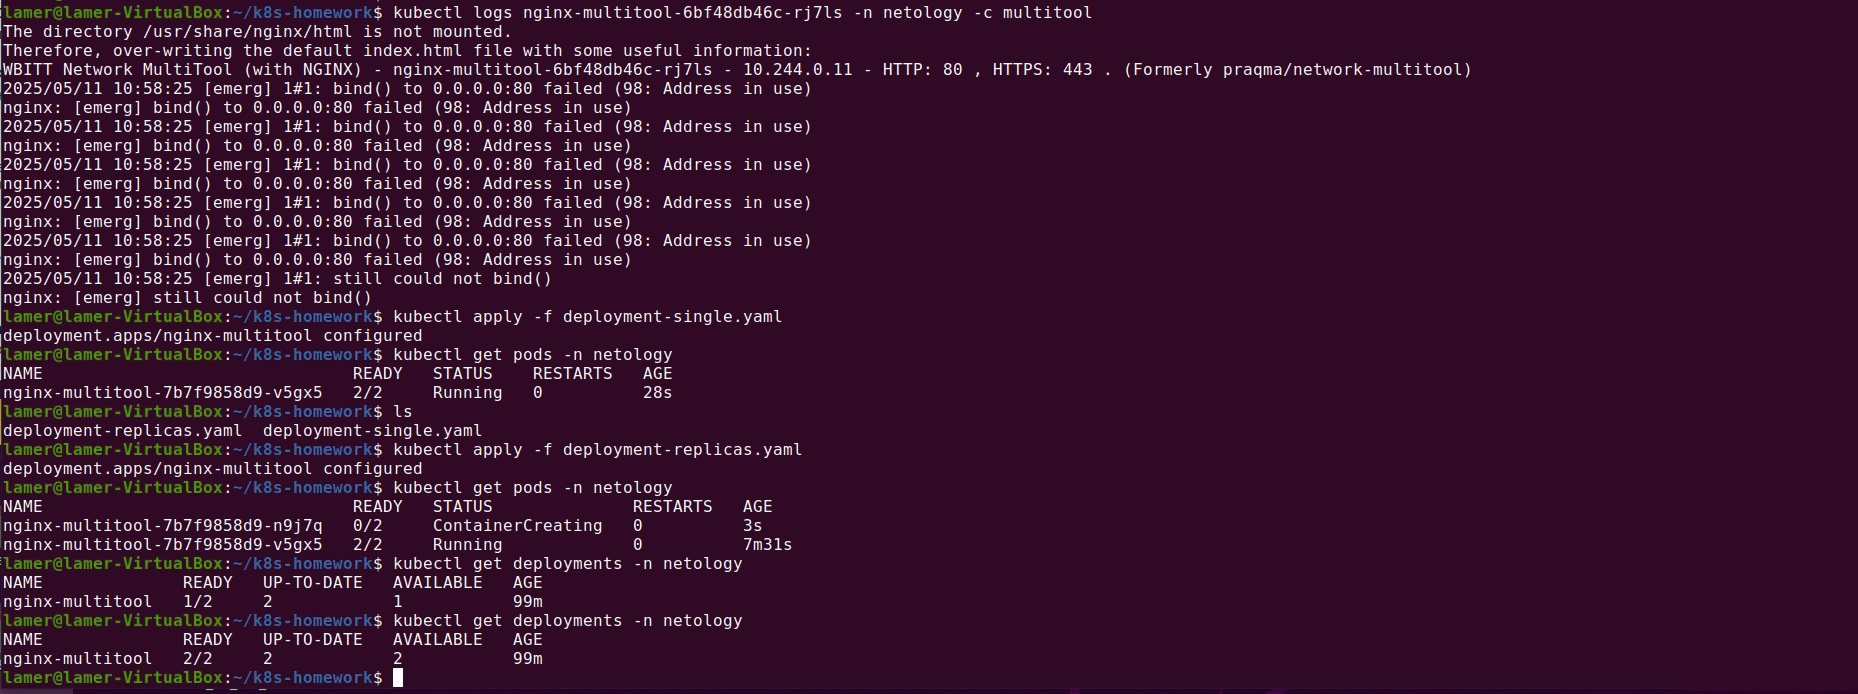 lamer@lamer-VirtualBox:~/k8s-homework$ kubectl logs nginx-multitool-6bf48db46c-rj7ls -n netology -c multitool
The directory /usr/share/nginx/html is not mounted.
Therefore, over-writing the default index.html file with some useful information:
WBITT Network MultiTool (with NGINX) - nginx-multitool-6bf48db46c-rj7ls - 10.244.0.11 - HTTP: 80 , HTTPS: 443 . (Formerly praqma/network-multitool)
2025/05/11 10:58:25 [emerg] 1#1: bind() to 0.0.0.0:80 failed (98: Address in use)
nginx: [emerg] bind() to 0.0.0.0:80 failed (98: Address in use)
2025/05/11 10:58:25 [emerg] 1#1: bind() to 0.0.0.0:80 failed (98: Address in use)
nginx: [emerg] bind() to 0.0.0.0:80 failed (98: Address in use)
2025/05/11 10:58:25 [emerg] 1#1: bind() to 0.0.0.0:80 failed (98: Address in use)
nginx: [emerg] bind() to 0.0.0.0:80 failed (98: Address in use)
2025/05/11 10:58:25 [emerg] 1#1: bind() to 0.0.0.0:80 failed (98: Address in use)
nginx: [emerg] bind() to 0.0.0.0:80 failed (98: Address in use)
2025/05/11 10:58:25 [emerg] 1#1: bind() to 0.0.0.0:80 failed (98: Address in use)
nginx: [emerg] bind() to 0.0.0.0:80 failed (98: Address in use)
2025/05/11 10:58:25 [emerg] 1#1: still could not bind()
nginx: [emerg] still could not bind()
lamer@lamer-VirtualBox:~/k8s-homework$ kubectl apply -f deployment-single.yaml
deployment.apps/nginx-multitool configured
lamer@lamer-VirtualBox:~/k8s-homework$ kubectl get pods -n netology
NAME                               READY   STATUS    RESTARTS   AGE
nginx-multitool-7b7f9858d9-v5gx5   2/2     Running   0          28s
lamer@lamer-VirtualBox:~/k8s-homework$ ls
deployment-replicas.yaml  deployment-single.yaml
lamer@lamer-VirtualBox:~/k8s-homework$ kubectl apply -f deployment-replicas.yaml
deployment.apps/nginx-multitool configured
lamer@lamer-VirtualBox:~/k8s-homework$ kubectl get pods -n netology
NAME                               READY   STATUS              RESTARTS   AGE
nginx-multitool-7b7f9858d9-n9j7q   0/2     ContainerCreating   0          3s
nginx-multitool-7b7f9858d9-v5gx5   2/2     Running             0          7m31s
lamer@lamer-VirtualBox:~/k8s-homework$ kubectl get deployments -n netology
NAME              READY   UP-TO-DATE   AVAILABLE   AGE
nginx-multitool   1/2     2            1           99m
lamer@lamer-VirtualBox:~/k8s-homework$ kubectl get deployments -n netology
NAME              READY   UP-TO-DATE   AVAILABLE   AGE
nginx-multitool   2/2     2            2           99m
lamer@lamer-VirtualBox:~/k8s-homework$